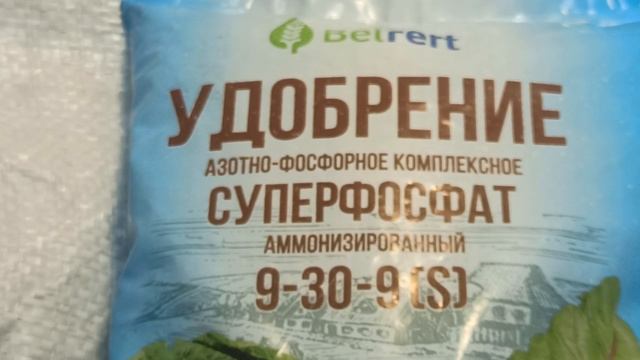 Belfert
УДОБРЕНИЕ
АЗОТНО-ФОСФОРНОЕ КОМПЛЕКСНОЕ
СУПЕРФОСФАТ
АММОНИЗИРОВАННЫЙ
9-30-9 (S)